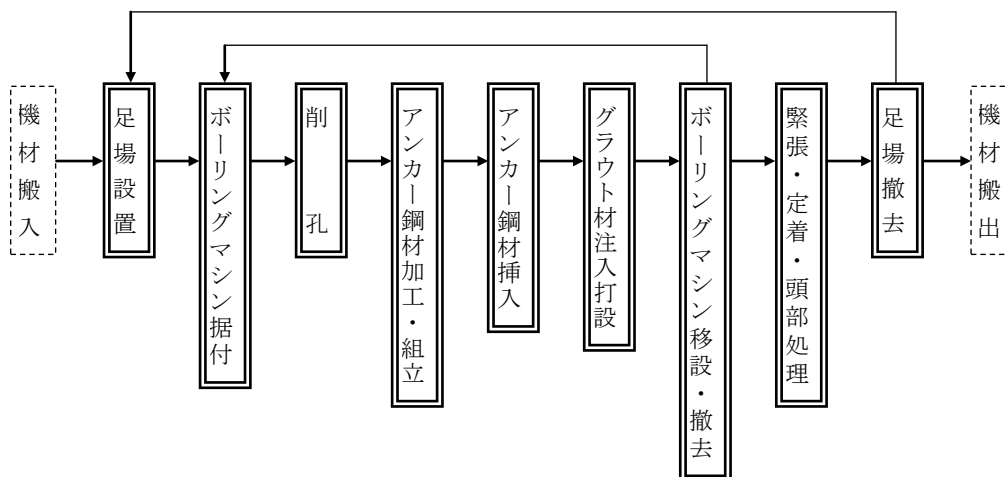 機材搬入
足場設置
ボーリングマシン据付
削孔
アンカー鋼材加工・組立
アンカー鋼材挿入
グラウト材注入打設
ボーリングマシン移設・撤去
緊張・定着・頭部処理
足場撤去
機材搬出